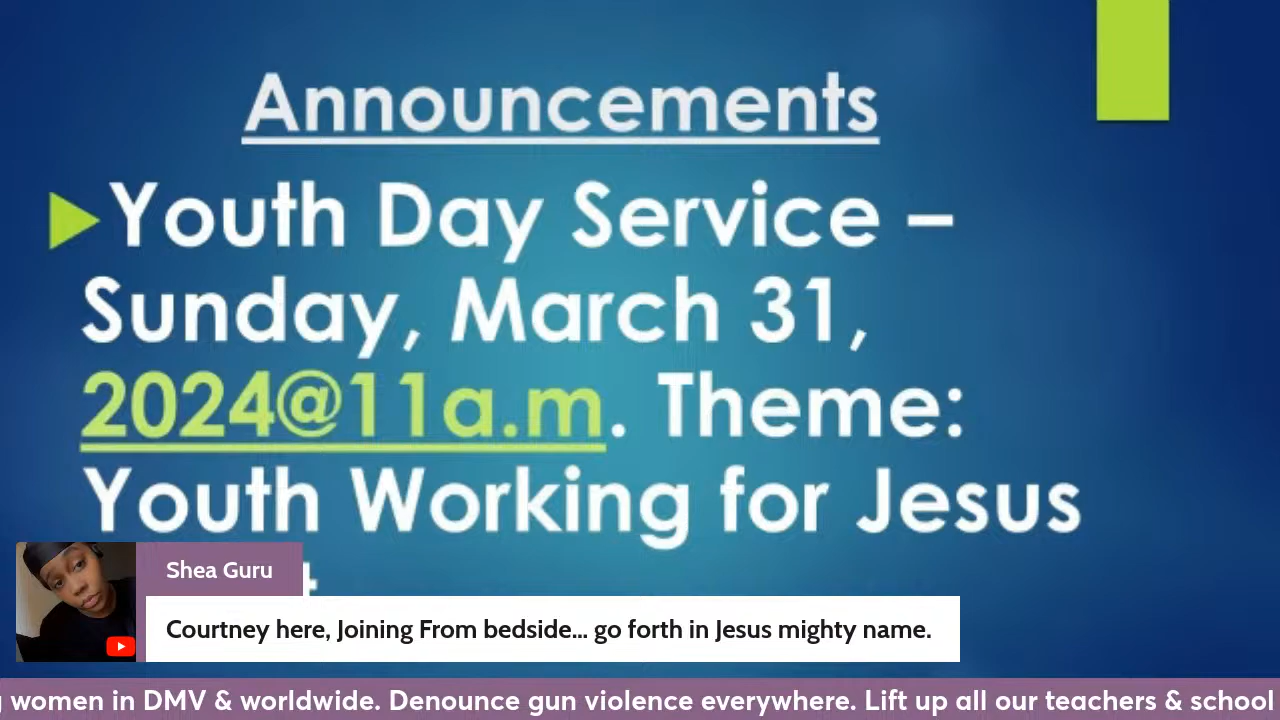 Announcements
Youth Day Service –
Sunday, March 31,
2024@11a.m. Theme:
Youth Working for Jesus
Shea Guru
Courtney here, Joining From bedside... go forth in Jesus mighty name.
women in DMV & worldwide. Denounce gun violence everywhere. Lift up all our teachers & school